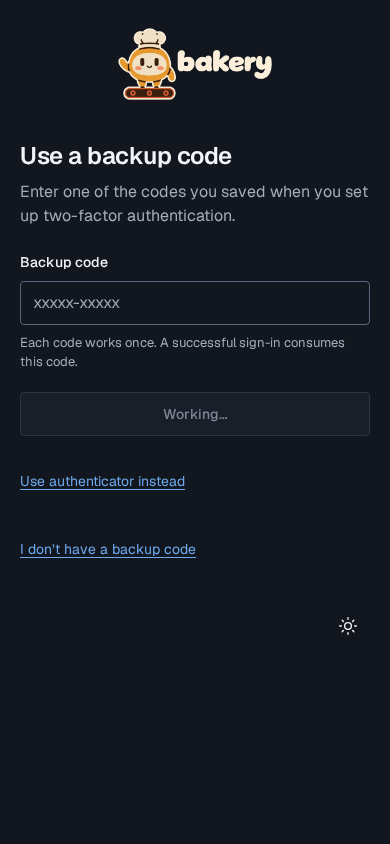 bakery
Use a backup code
Enter one of the codes you saved when you set
up two-factor authentication.
Backup code
xxxxx-xxxxx
Each code works once. A successful sign-in consumes
this code.
Working…
Use authenticator instead
I don't have a backup code